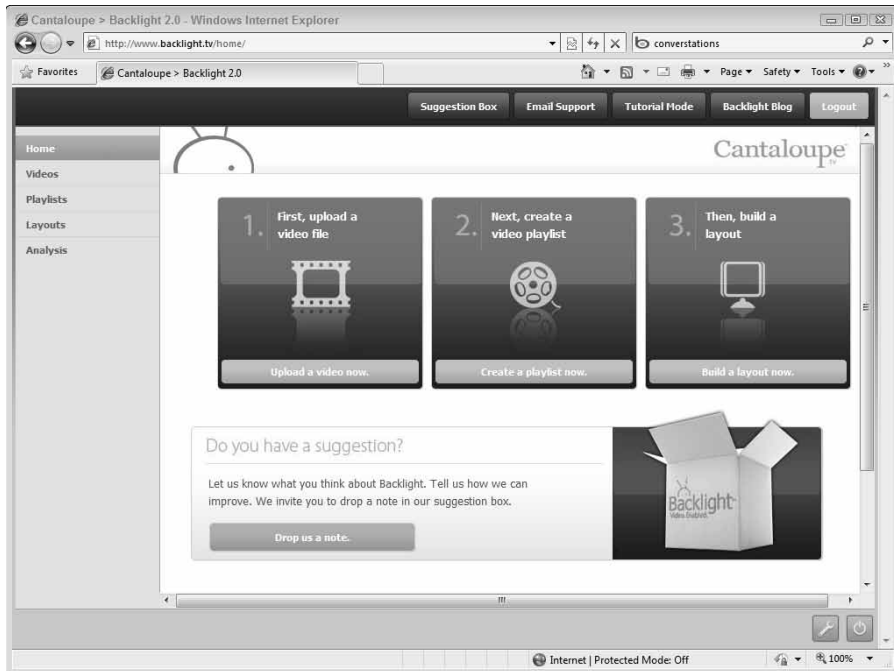 Cantaloupe > Backlight 2.0 - Windows Internet Explorer
http://www.backlight.tv/home/
converstations
Favorites
Cantaloupe > Backlight 2.0
Page
Safety
Tools
Suggestion Box
Email Support
Tutorial Mode
Backlight Blog
Logout
Home
Videos
Playlists
Layouts
Analysis
Cantaloupe
tv
1.
First, upload a
video file
Upload a video now.
2.
Next, create a
video playlist
Create a playlist now.
3.
Then, build a
layout
Build a layout now.
Do you have a suggestion?
Let us know what you think about Backlight. Tell us how we can
improve. We invite you to drop a note in our suggestion box.
Drop us a note.
Backlight
Video Enabled.
Internet | Protected Mode: Off
100%